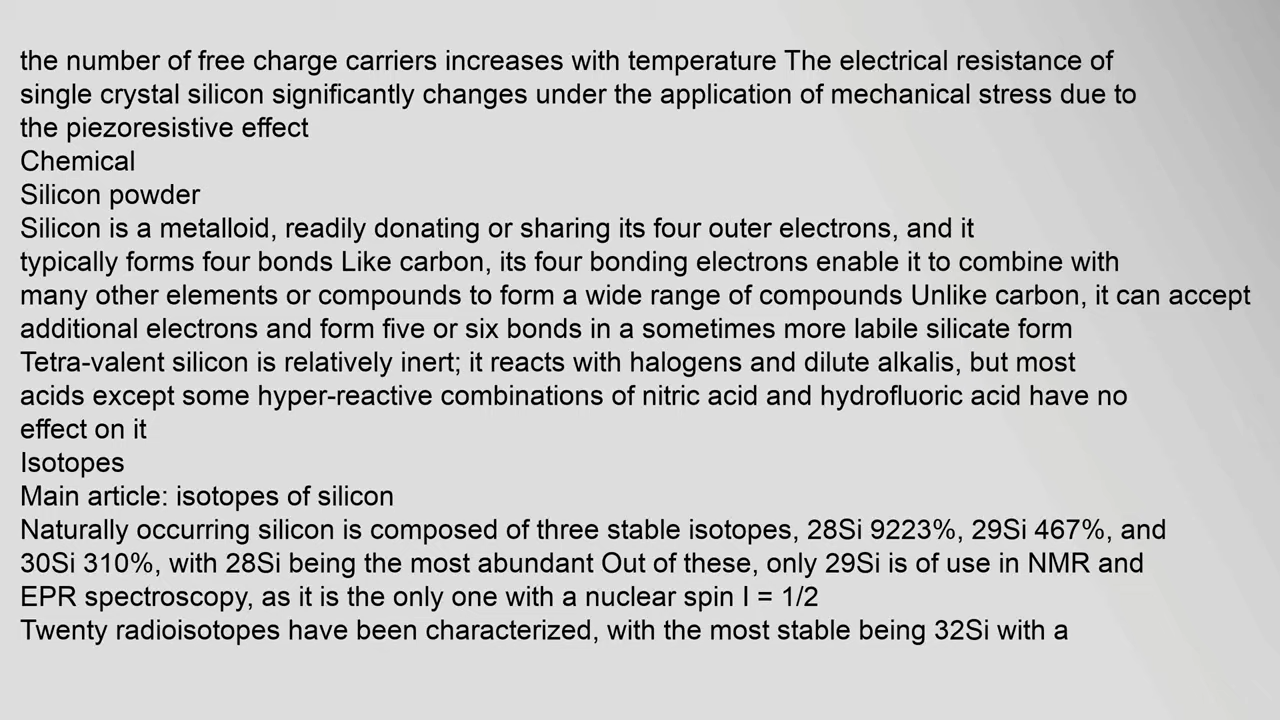 the number of free charge carriers increases with temperature The electrical resistance of
single crystal silicon significantly changes under the application of mechanical stress due to
the piezoresistive effect
Chemical
Silicon powder
Silicon is a metalloid, readily donating or sharing its four outer electrons, and it
typically forms four bonds Like carbon, its four bonding electrons enable it to combine with
many other elements or compounds to form a wide range of compounds Unlike carbon, it can accept
additional electrons and form five or six bonds in a sometimes more labile silicate form
Tetra-valent silicon is relatively inert; it reacts with halogens and dilute alkalis, but most
acids except some hyper-reactive combinations of nitric acid and hydrofluoric acid have no
effect on it
Isotopes
Main article: isotopes of silicon
Naturally occurring silicon is composed of three stable isotopes, 28Si 9223%, 29Si 467%, and
30Si 310%, with 28Si being the most abundant Out of these, only 29Si is of use in NMR and
EPR spectroscopy, as it is the only one with a nuclear spin I = 1/2
Twenty radioisotopes have been characterized, with the most stable being 32Si with a